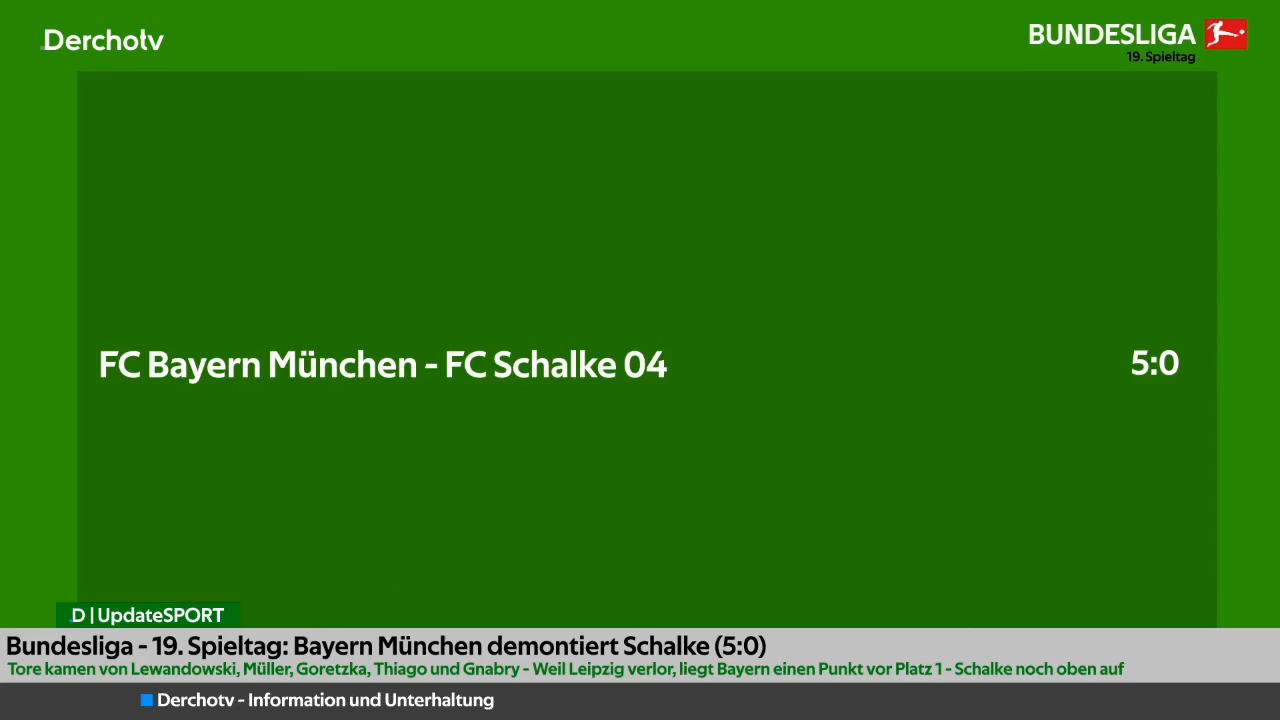 .Derchotv
BUNDESLIGA
19. Spieltag
FC Bayern München - FC Schalke 04 5:0
.D | UpdateSPORT
Bundesliga - 19. Spieltag: Bayern München demontiert Schalke (5:0)
Tore kamen von Lewandowski, Müller, Goretzka, Thiago und Gnabry - Weil Leipzig verlor, liegt Bayern einen Punkt vor Platz 1 - Schalke noch oben auf
Derchotv - Information und Unterhaltung